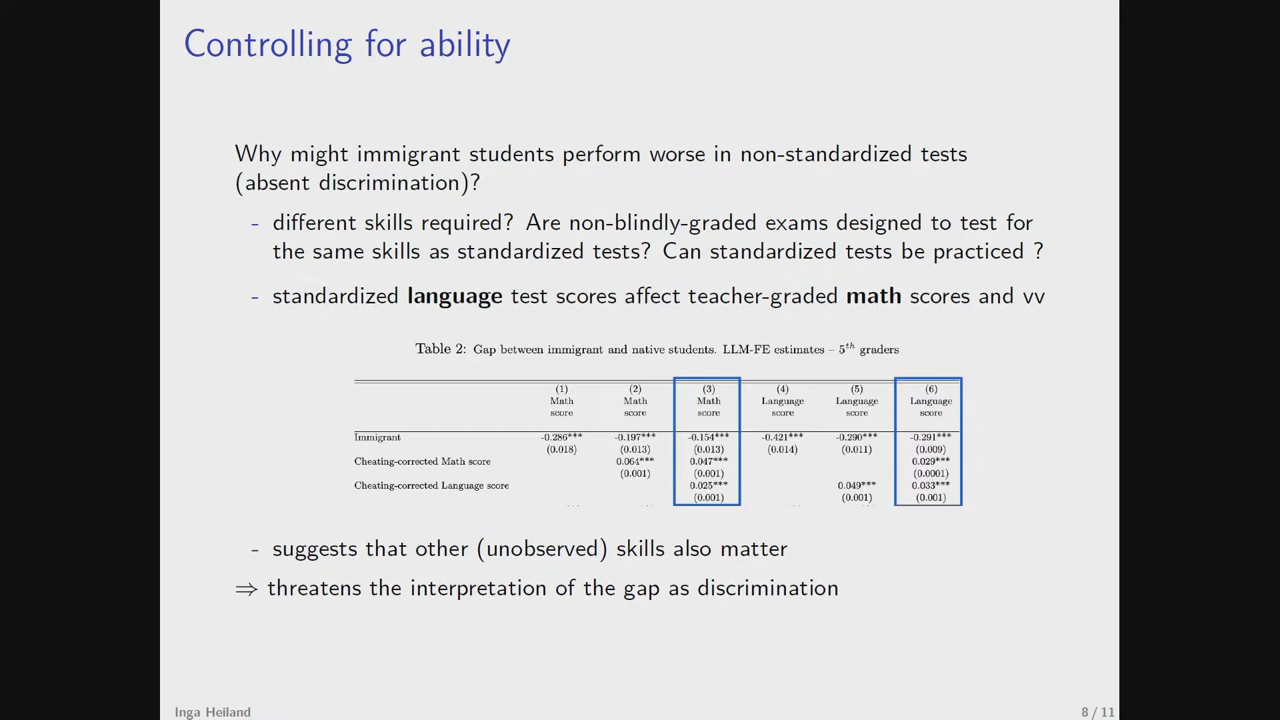 Controlling for ability
Why might immigrant students perform worse in non-standardized tests
(absent discrimination)?
- different skills required? Are non-blindly-graded exams designed to test for
the same skills as standardized tests? Can standardized tests be practiced ?
- standardized language test scores affect teacher-graded math scores and vv
Table 2: Gap between immigrant and native students. LLM-FE estimates – 5th graders
(1) (2) (3) (4) (5) (6)
Math Math Math Language Language Language
score score score score score score
Immigrant -0.286*** -0.197*** -0.154*** -0.421*** -0.290*** -0.291***
(0.018) (0.013) (0.013) (0.014) (0.011) (0.009)
Cheating-corrected Math score 0.064*** 0.047*** 0.029***
(0.001) (0.001) (0.0001)
Cheating-corrected Language score 0.025*** 0.049*** 0.033***
(0.001) (0.001) (0.001)
- suggests that other (unobserved) skills also matter
⇒ threatens the interpretation of the gap as discrimination
Inga Heiland 8 / 11